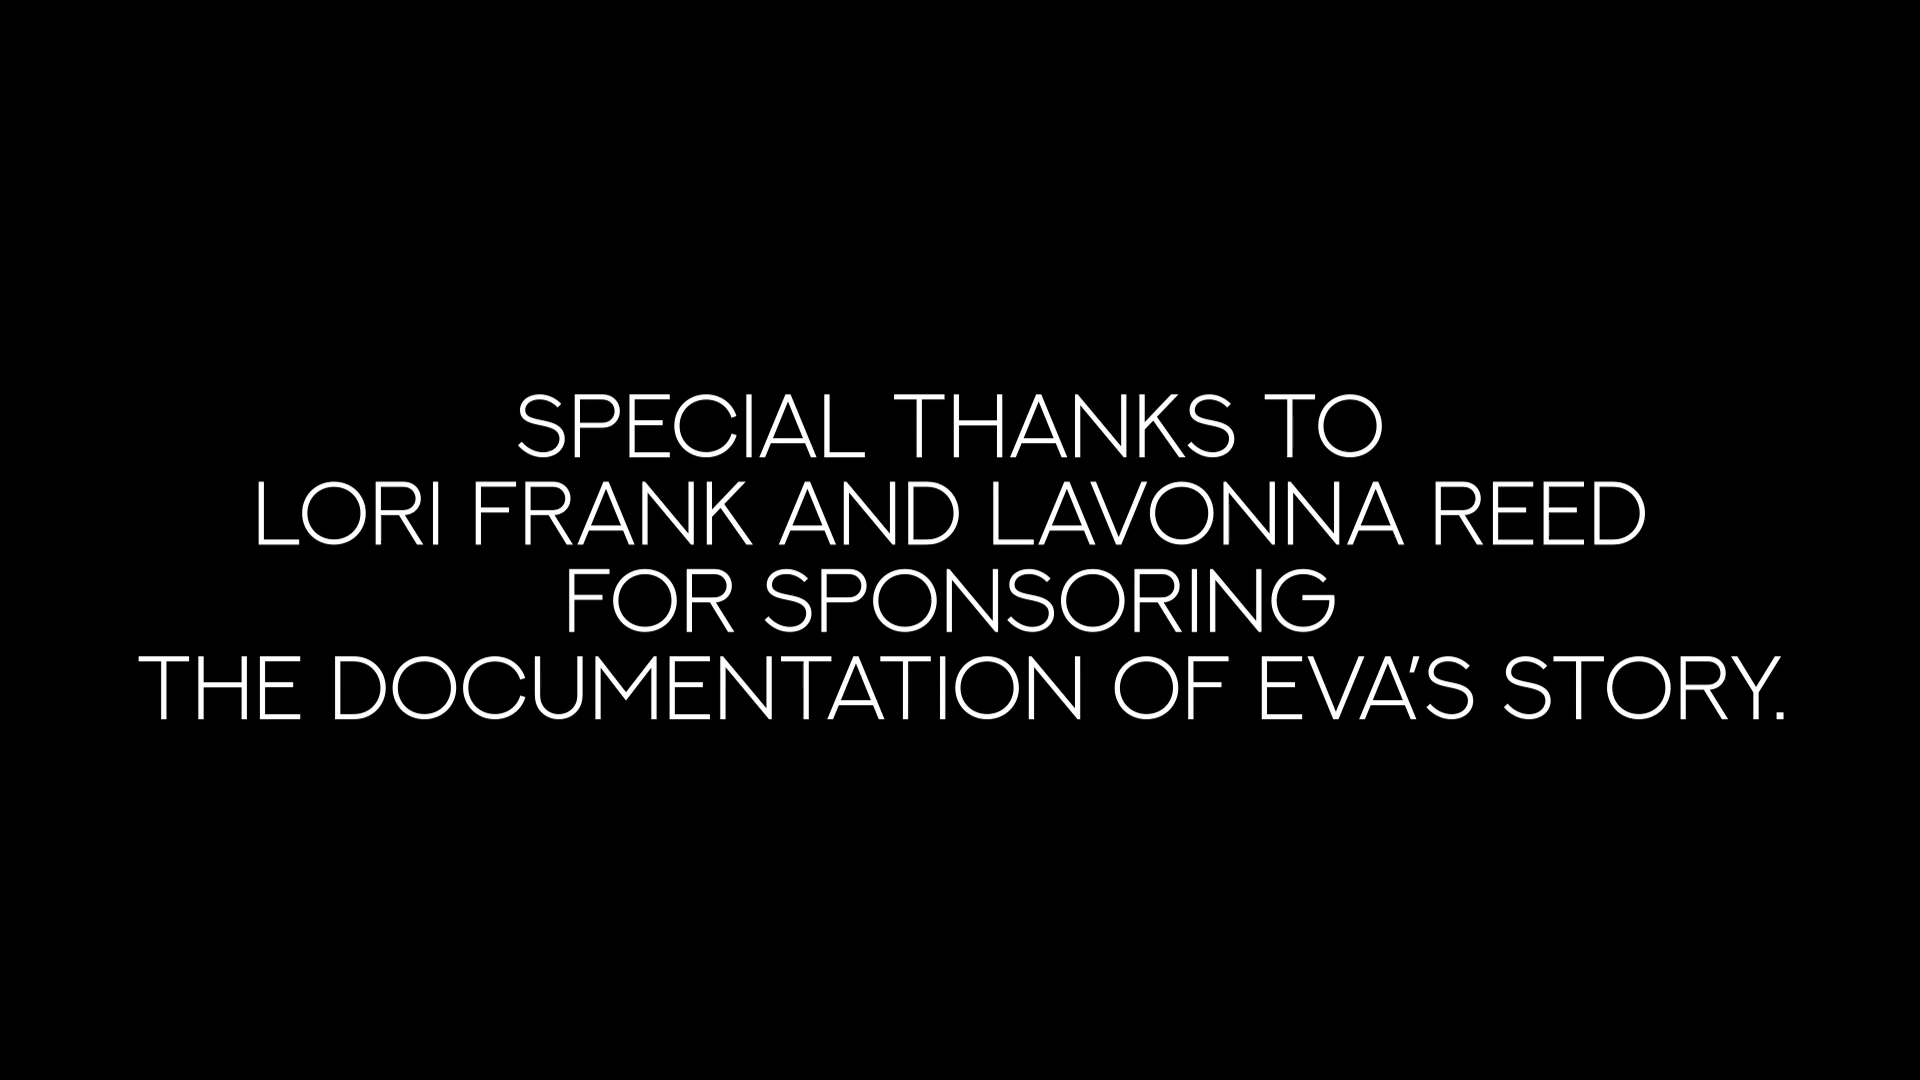 SPECIAL THANKS TO
LORI FRANK AND LAVONNA REED
FOR SPONSORING
THE DOCUMENTATION OF EVA'S STORY.